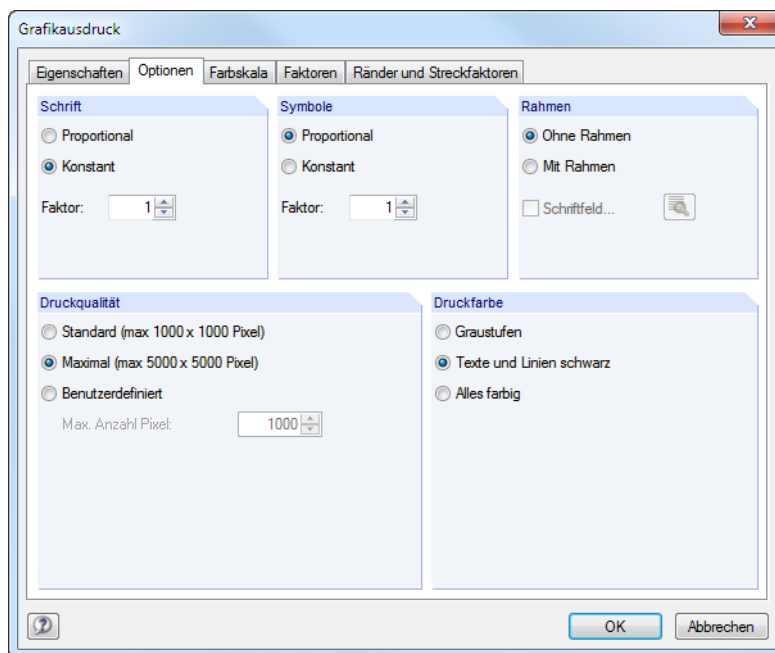 Grafikausdruck
Eigenschaften Optionen Farbskala Faktoren Ränder und Streckfaktoren
Schrift
Proportional
Konstant
Faktor: 1
Symbole
Proportional
Konstant
Faktor: 1
Rahmen
Ohne Rahmen
Mit Rahmen
Schriftfeld...
Druckqualität
Standard (max 1000 x 1000 Pixel)
Maximal (max 5000 x 5000 Pixel)
Benutzerdefiniert
Max. Anzahl Pixel: 1000
Druckfarbe
Graustufen
Texte und Linien schwarz
Alles farbig
OK Abbrechen